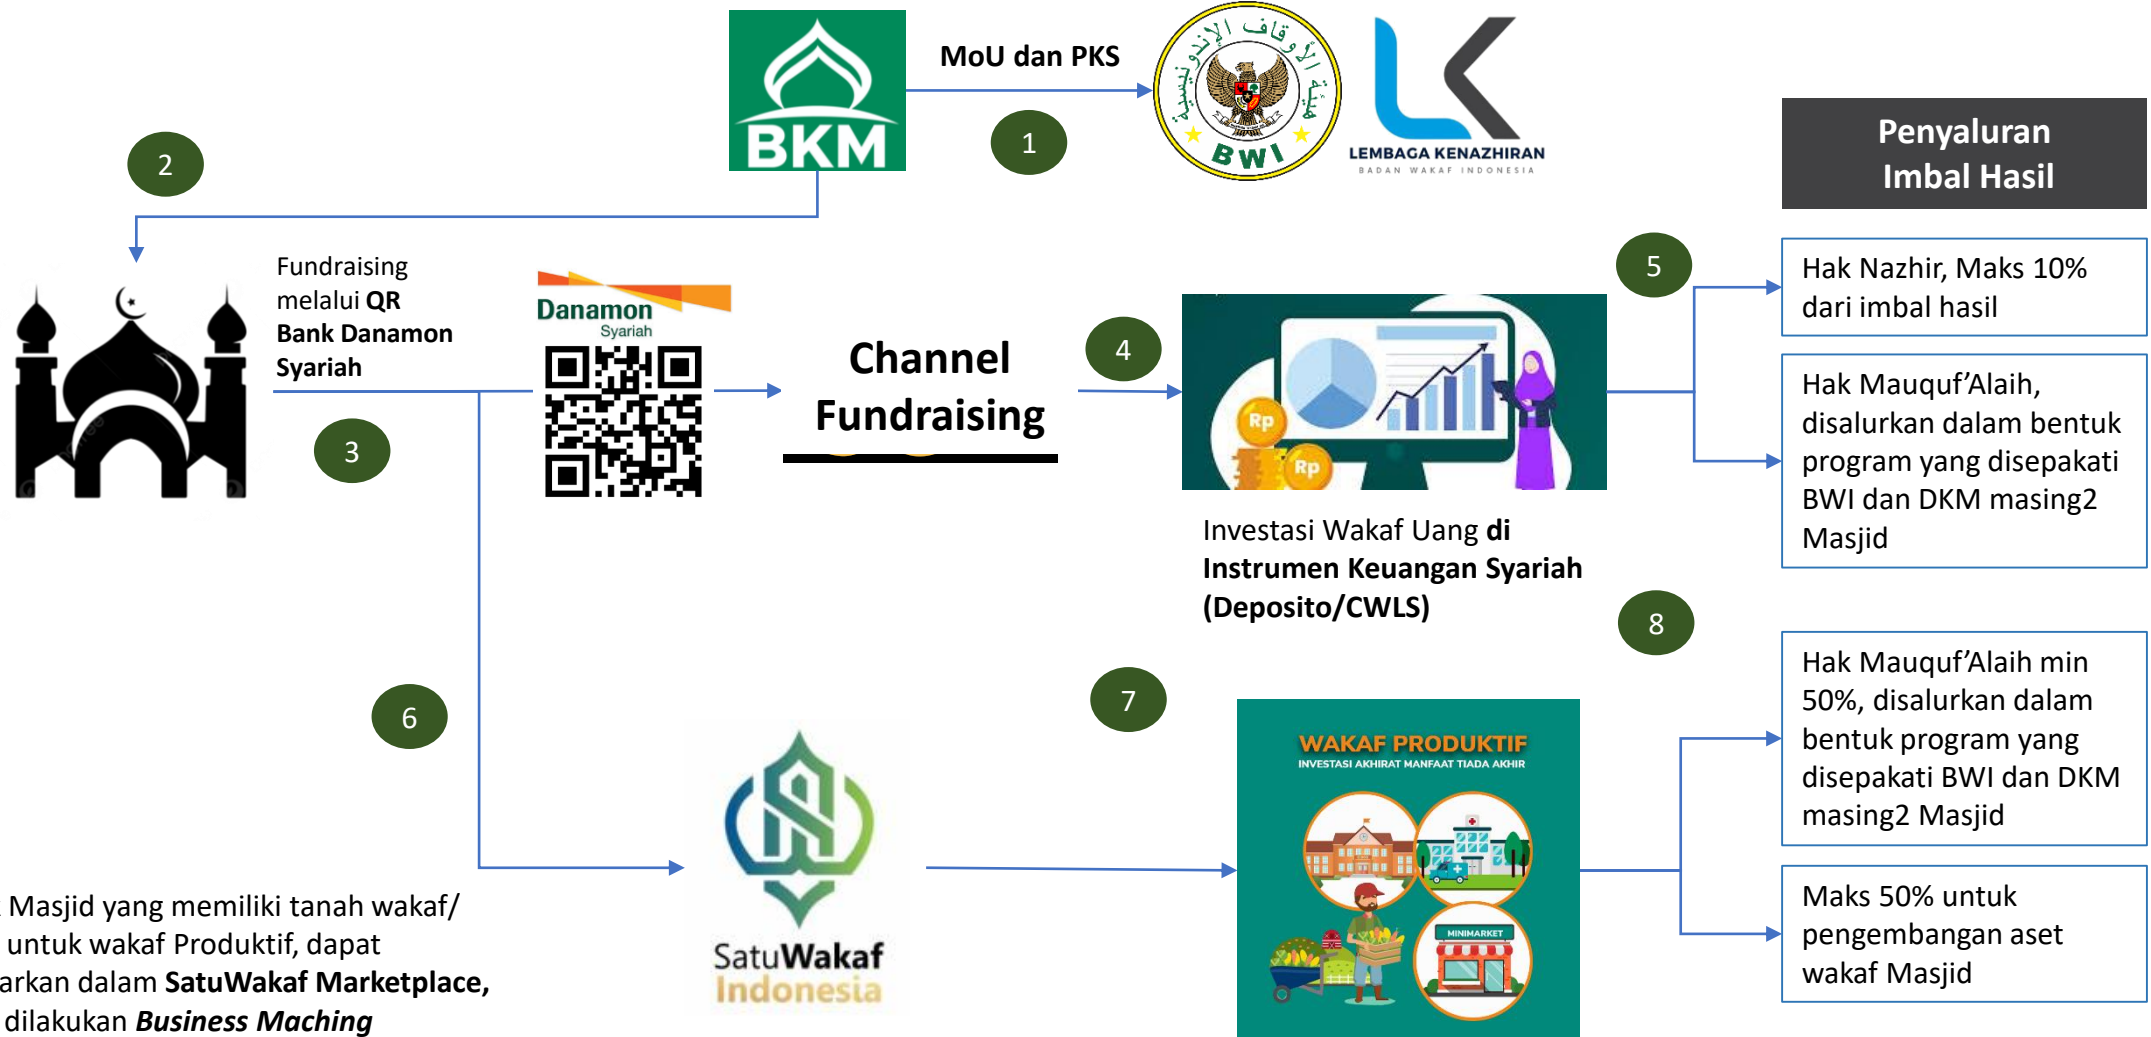 BKM
MoU dan PKS
1
هيئة الأوقاف الإندونيسية
BWI
LEMBAGA KENAZHIRAN
BADAN WAKAF INDONESIA
Penyaluran
Imbal Hasil
2
Fundraising
melalui QR
Bank Danamon
Syariah
3
Danamon
Syariah
Channel
Fundraising
4
Rp
Rp
Investasi Wakaf Uang di
Instrumen Keuangan Syariah
(Deposito/CWLS)
5
Hak Nazhir, Maks 10%
dari imbal hasil
Hak Mauquf’Alaih,
disalurkan dalam bentuk
program yang disepakati
BWI dan DKM masing2
Masjid
6
Masjid yang memiliki tanah wakaf/
untuk wakaf Produktif, dapat
arkan dalam SatuWakaf Marketplace,
dilakukan Business Maching
SatuWakaf
Indonesia
7
WAKAF PRODUKTIF
INVESTASI AKHIRAT MANFAAT TIADA AKHIR
MINIMARKET
8
Hak Mauquf’Alaih min
50%, disalurkan dalam
bentuk program yang
disepakati BWI dan DKM
masing2 Masjid
Maks 50% untuk
pengembangan aset
wakaf Masjid